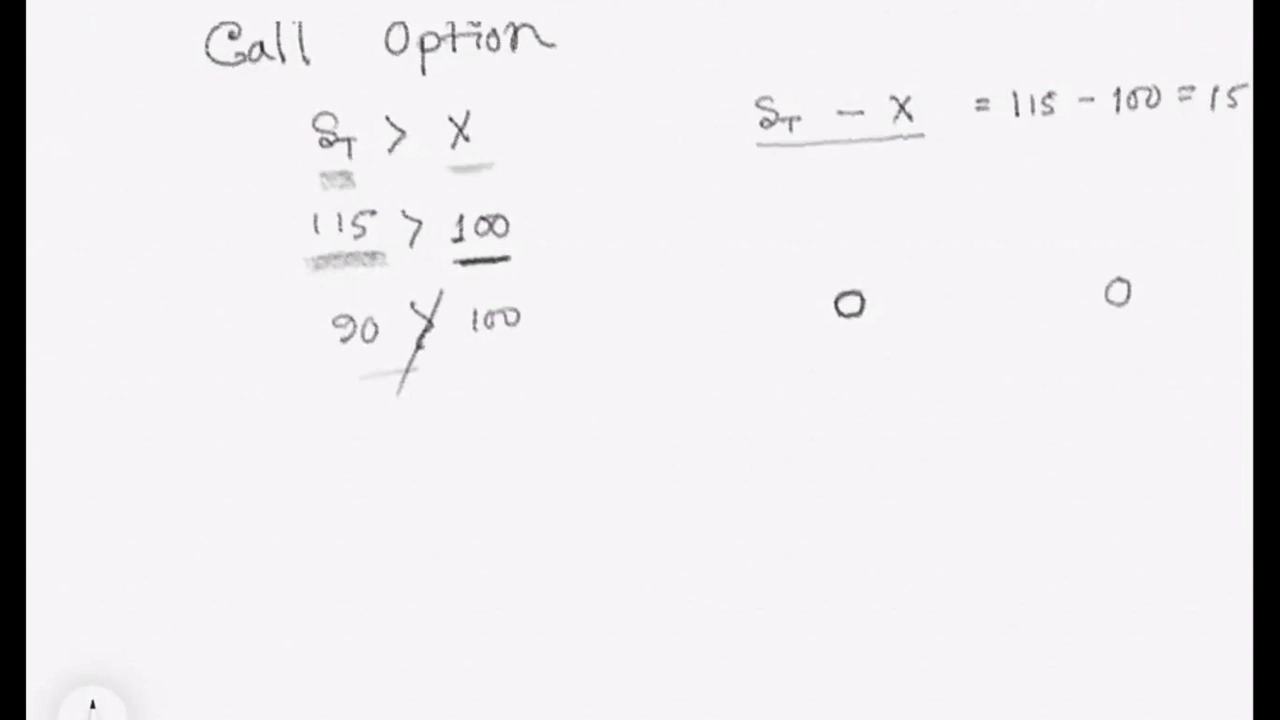 Call Option
S_T > X
S_T - X = 115 - 100 = 15
115 > 100
90 > 100
0 0